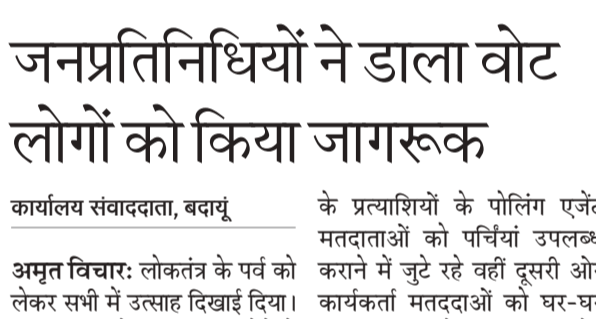 जनप्रतिनिधियों ने डाला वोट
लोगों को किया जागरूक
कार्यालय संवाददाता, बदायूं
अमृत विचारः लोकतंत्र के पर्व को
लेकर सभी में उत्साह दिखाई दिया।
के प्रत्याशियों के पोलिंग
मतदाताओं को पर्चियां
कराने में जुटे रहे वहीं दूसरी
कार्यकर्ता मतददाओं को